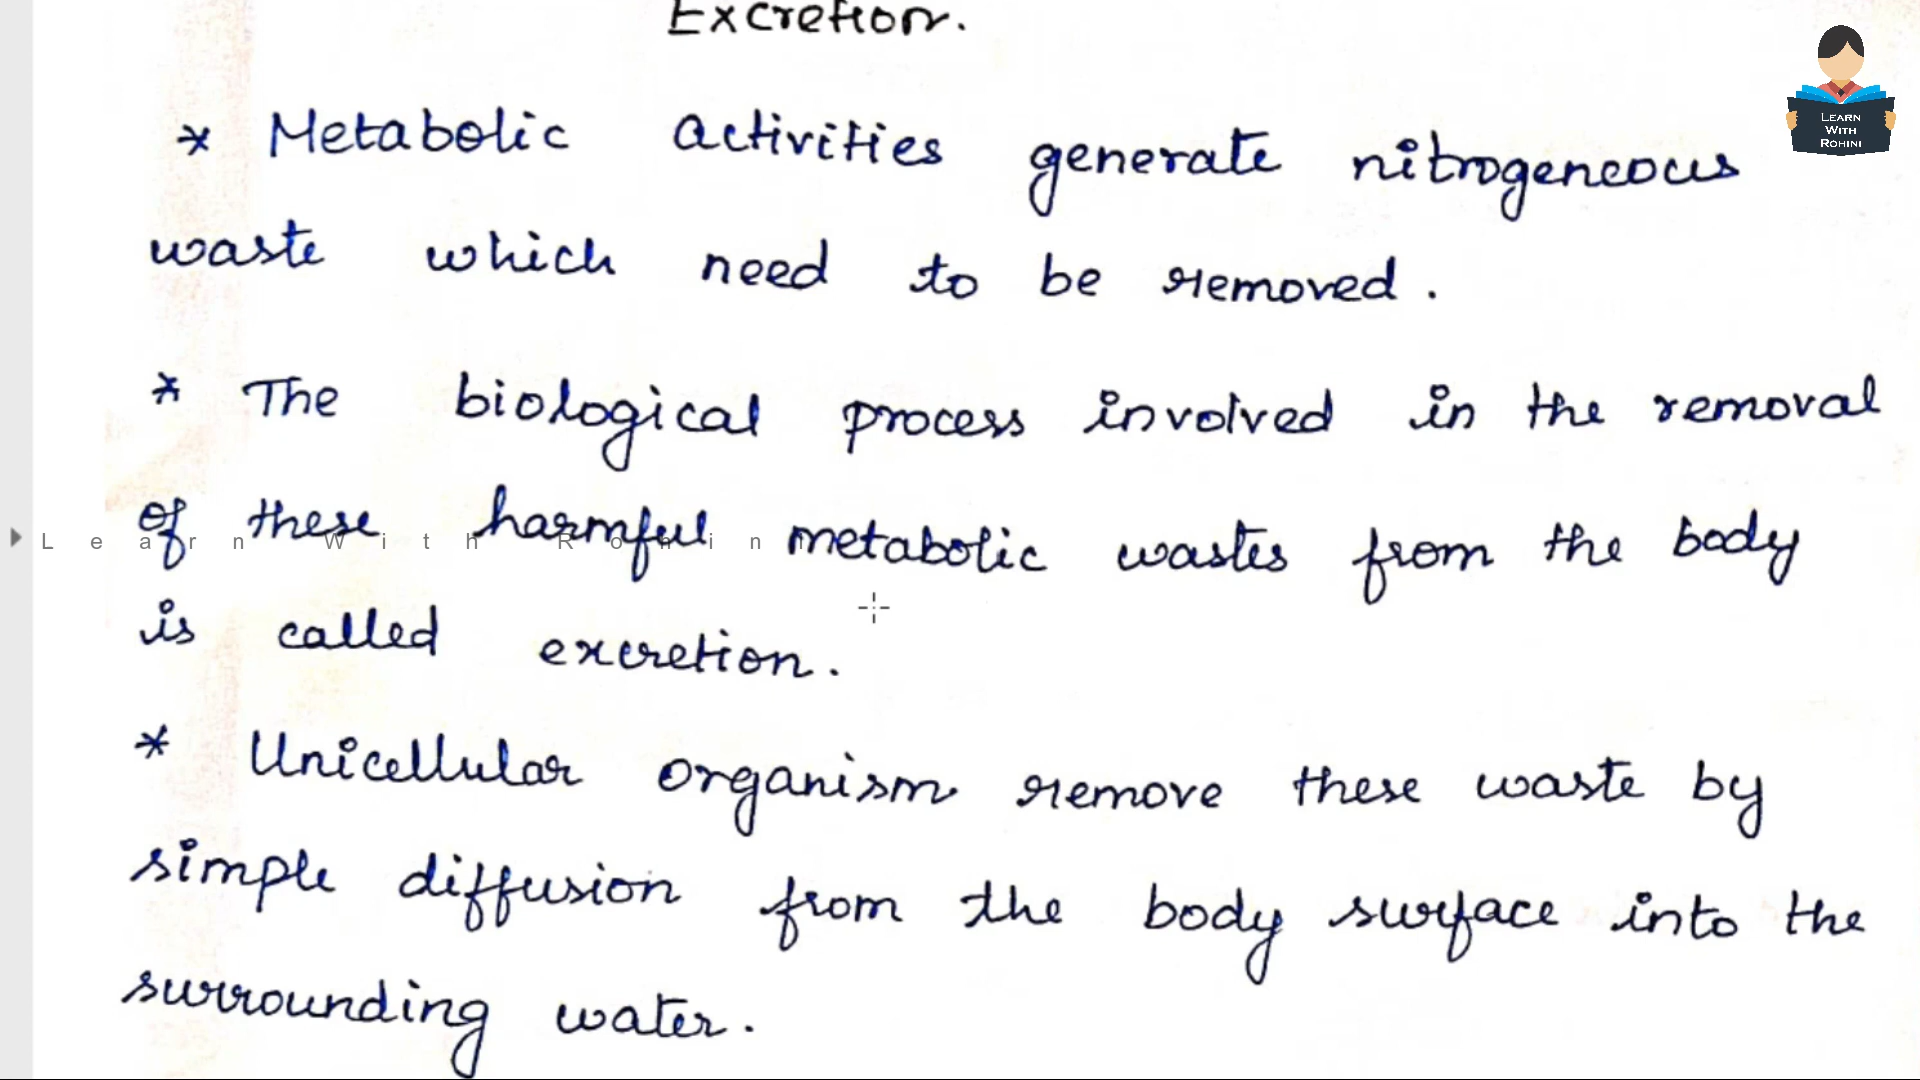 Excretion.
LEARN
WITH
ROHINI
* Metabolic activities generate nitrogeneous
waste which need to be removed.
* The biological process involved in the removal
of these harmful metabolic wastes from the body
Learn With Rohin
is called excretion.
* Unicellular organism remove these waste by
simple diffusion from the body surface into the
surrounding water.